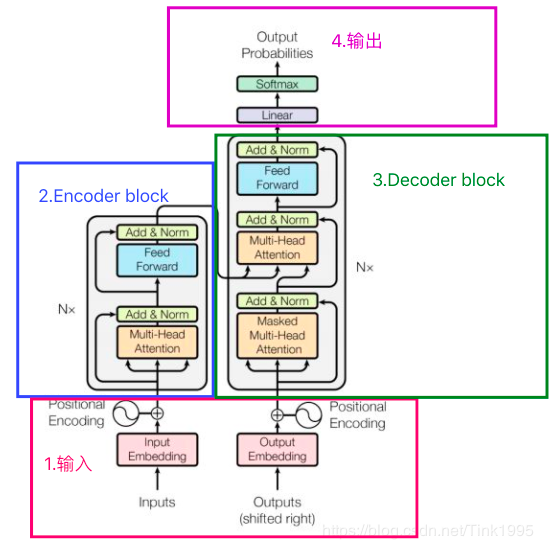 4.输出
Output
Probabilities
Softmax
Linear
2.Encoder block
3.Decoder block
Add & Norm
Feed
Forward
Add & Norm
Multi-Head
Attention
Add & Norm
Masked
Multi-Head
Attention
Nx
Add & Norm
Feed
Forward
Add & Norm
Multi-Head
Attention
Nx
1.输入
Positional
Encoding
Input
Embedding
Inputs
Positional
Encoding
Output
Embedding
Outputs
(shifted right)
https://blog.csdn.net/Tink1995